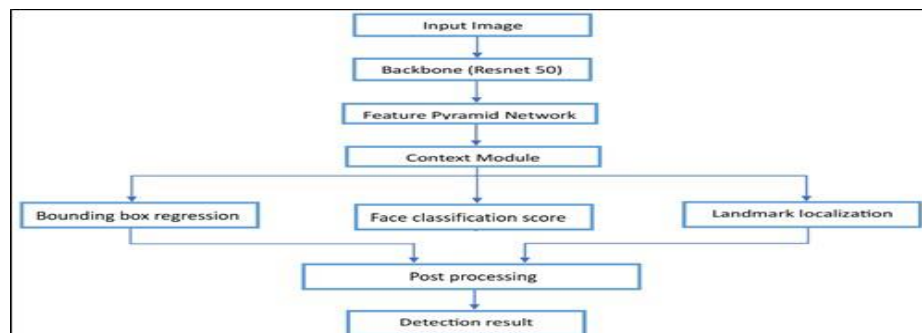 Input Image
Backbone (Resnet 50)
Feature Pyramid Network
Context Module
Bounding box regression
Face classification score
Landmark localization
Post processing
Detection result